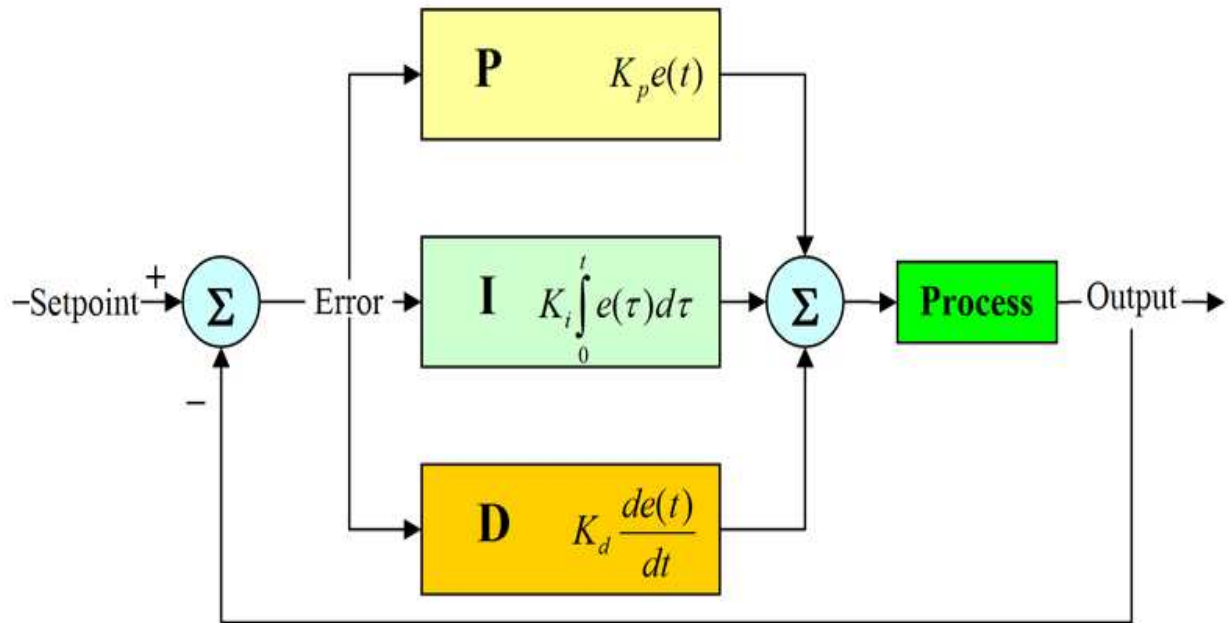 P K_p e(t)
+
Setpoint Σ Error I K_i ∫_0^t e(τ)dτ Σ Process Output
−
D K_d de(t)/dt